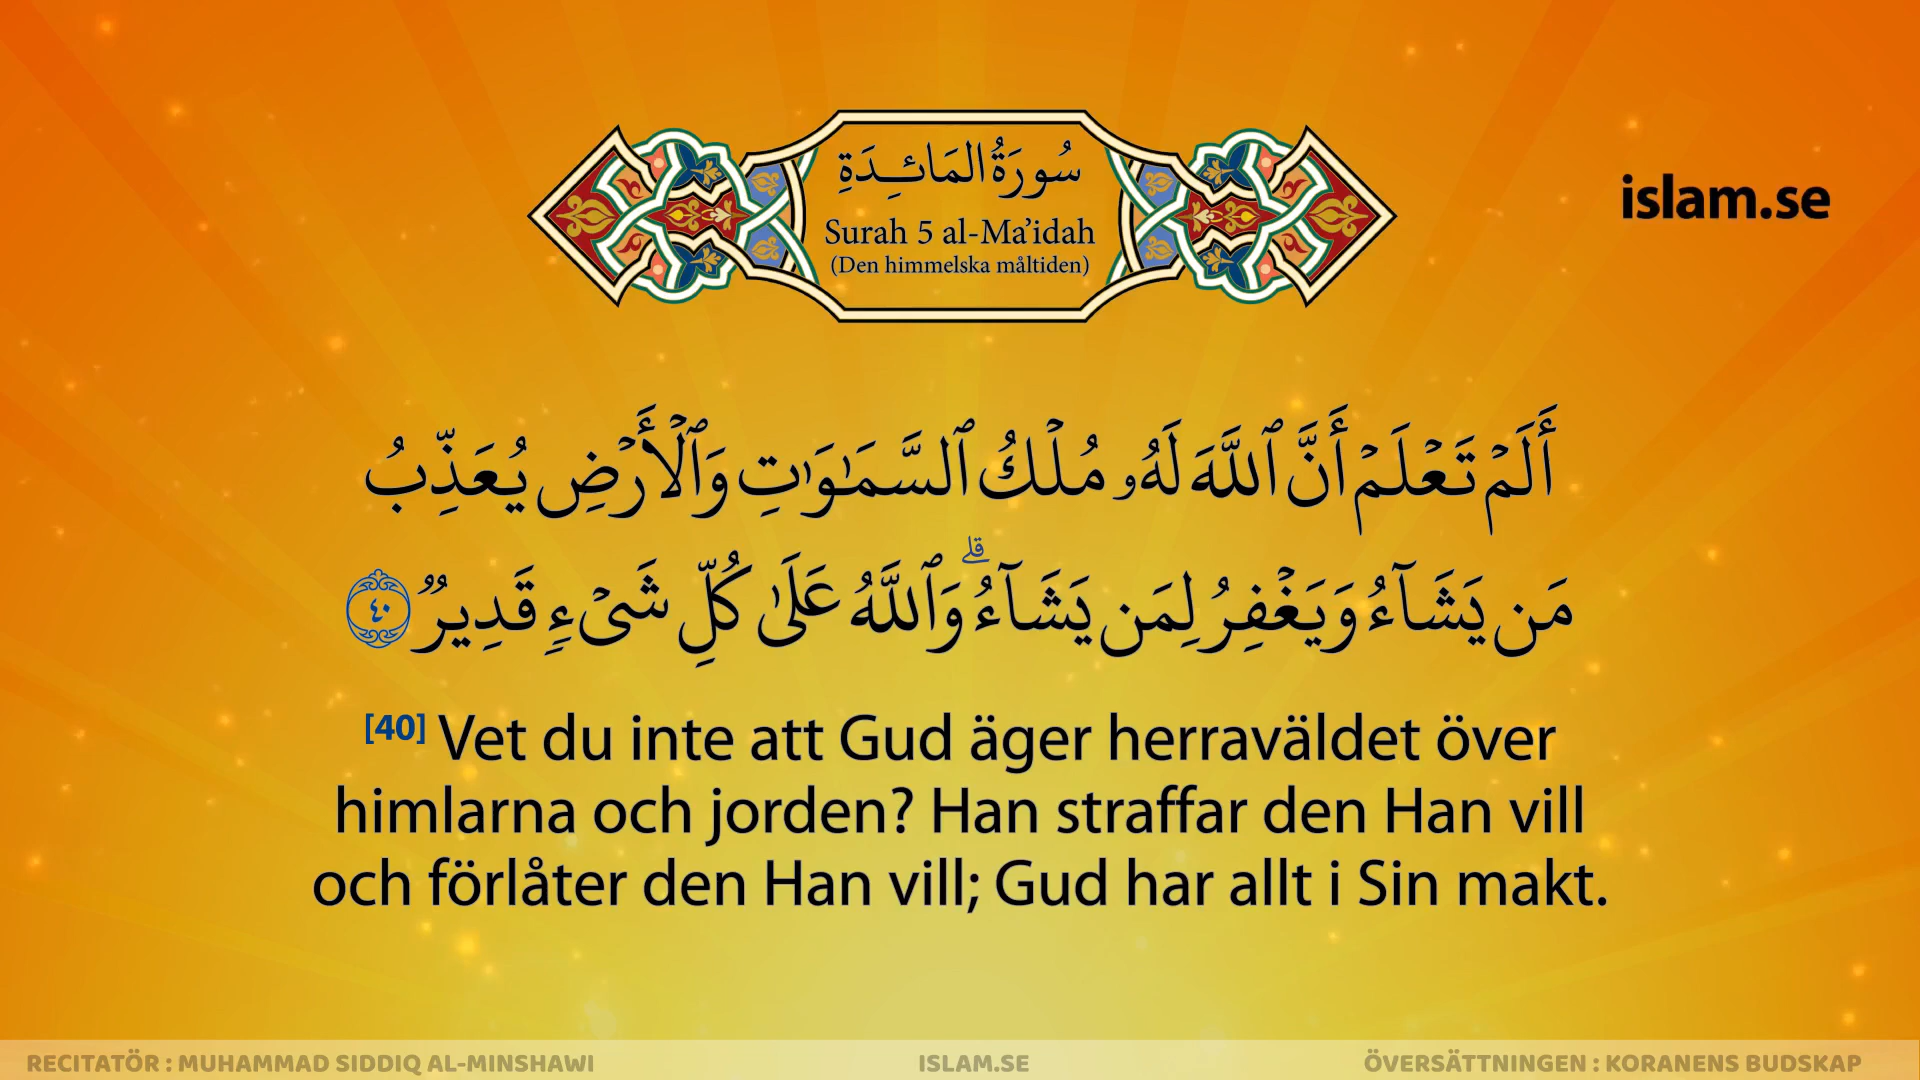 سُورَةُ المَائِدَةِ
Surah 5 al-Ma’idah
(Den himmelska måltiden)
islam.se
أَلَمۡ تَعۡلَمۡ أَنَّ ٱللَّهَ لَهُۥ مُلۡكُ ٱلسَّمَٰوَٰتِ وَٱلۡأَرۡضِ يُعَذِّبُ
مَن يَشَآءُ وَيَغۡفِرُ لِمَن يَشَآءُۗ وَٱللَّهُ عَلَىٰ كُلِّ شَيۡءٖ قَدِيرٞ ٤٠
[40] Vet du inte att Gud äger herraväldet över
himlarna och jorden? Han straffar den Han vill
och förlåter den Han vill; Gud har allt i Sin makt.
RECITATÖR : MUHAMMAD SIDDIQ AL-MINSHAWI
ISLAM.SE
ÖVERSÄTTNINGEN : KORANENS BUDSKAP